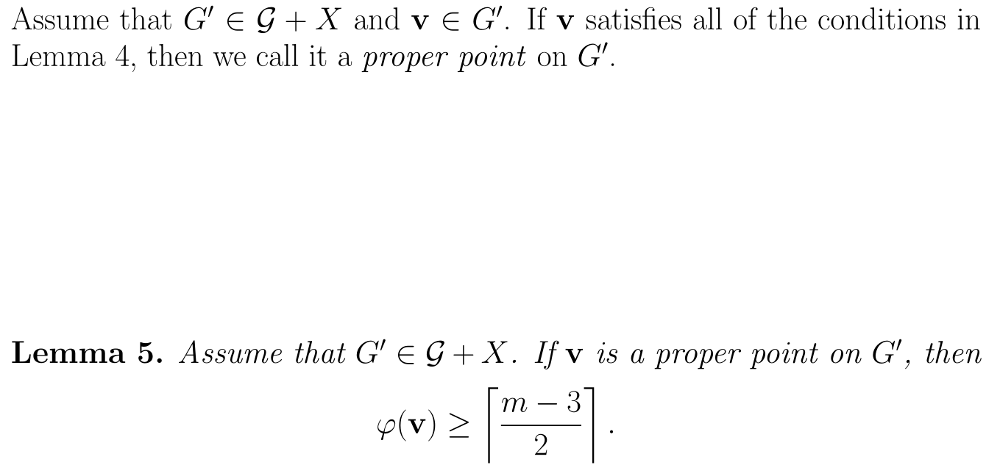 Assume that $G' \in \mathcal{G} + X$ and $\mathbf{v} \in G'$. If $\mathbf{v}$ satisfies all of the conditions in
Lemma 4, then we call it a proper point on $G'$.
Lemma 5. Assume that $G' \in \mathcal{G} + X$. If $\mathbf{v}$ is a proper point on $G'$, then
$\varphi(\mathbf{v}) \geq \left\lceil \frac{m-3}{2} \right\rceil.$